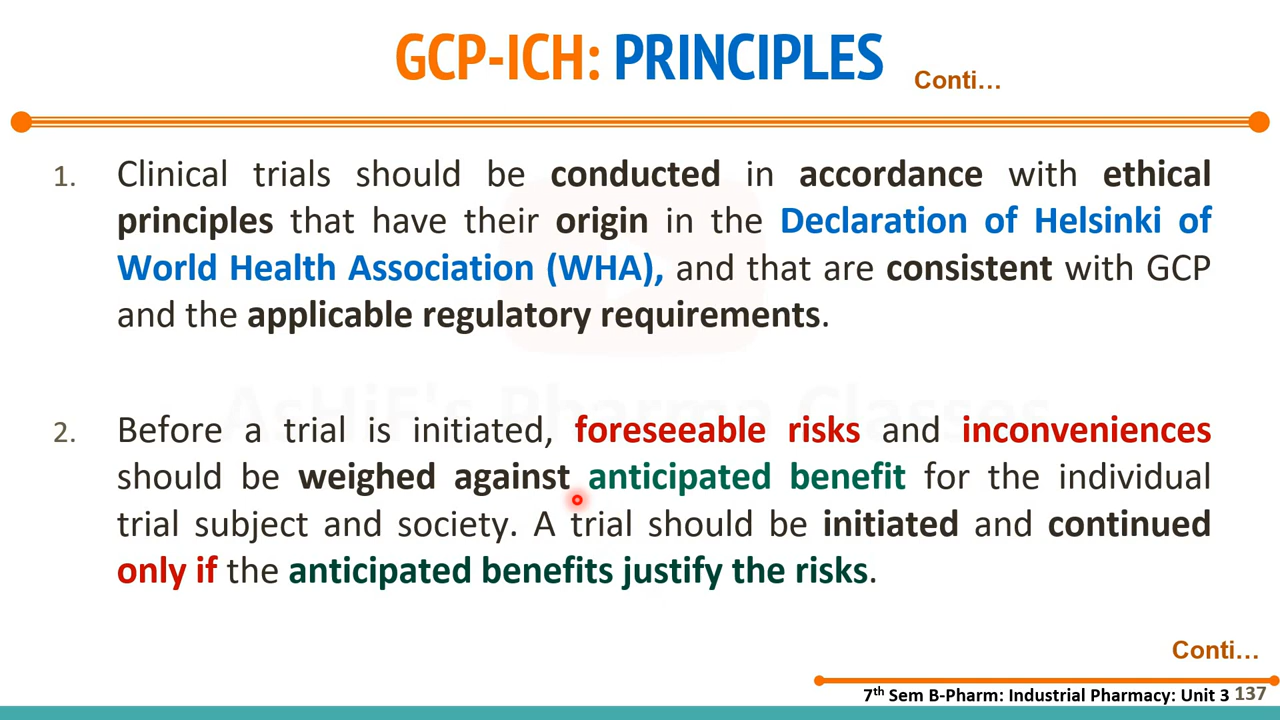 GCP-ICH: PRINCIPLES Conti…
1. Clinical trials should be conducted in accordance with ethical
principles that have their origin in the Declaration of Helsinki of
World Health Association (WHA), and that are consistent with GCP
and the applicable regulatory requirements.
AsHiF's Pharma Classes
2. Before a trial is initiated, foreseeable risks and inconveniences
should be weighed against anticipated benefit for the individual
trial subject and society. A trial should be initiated and continued
only if the anticipated benefits justify the risks.
Conti…
7th Sem B-Pharm: Industrial Pharmacy: Unit 3 137